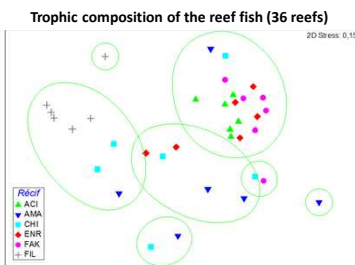 Trophic composition of the reef fish (36 reefs)
2D Stress: 0,15
Récif
ACI
AMA
CHI
ENR
FAK
FIL